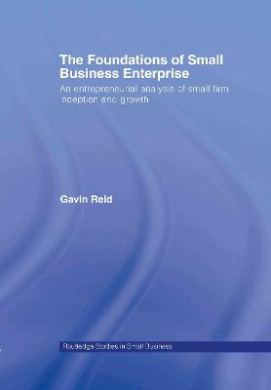 The Foundations of Small
Business Enterprise
An entrepreneurial analysis of small firm
inception and growth
Gavin Reid
Routledge Studies in Small Business